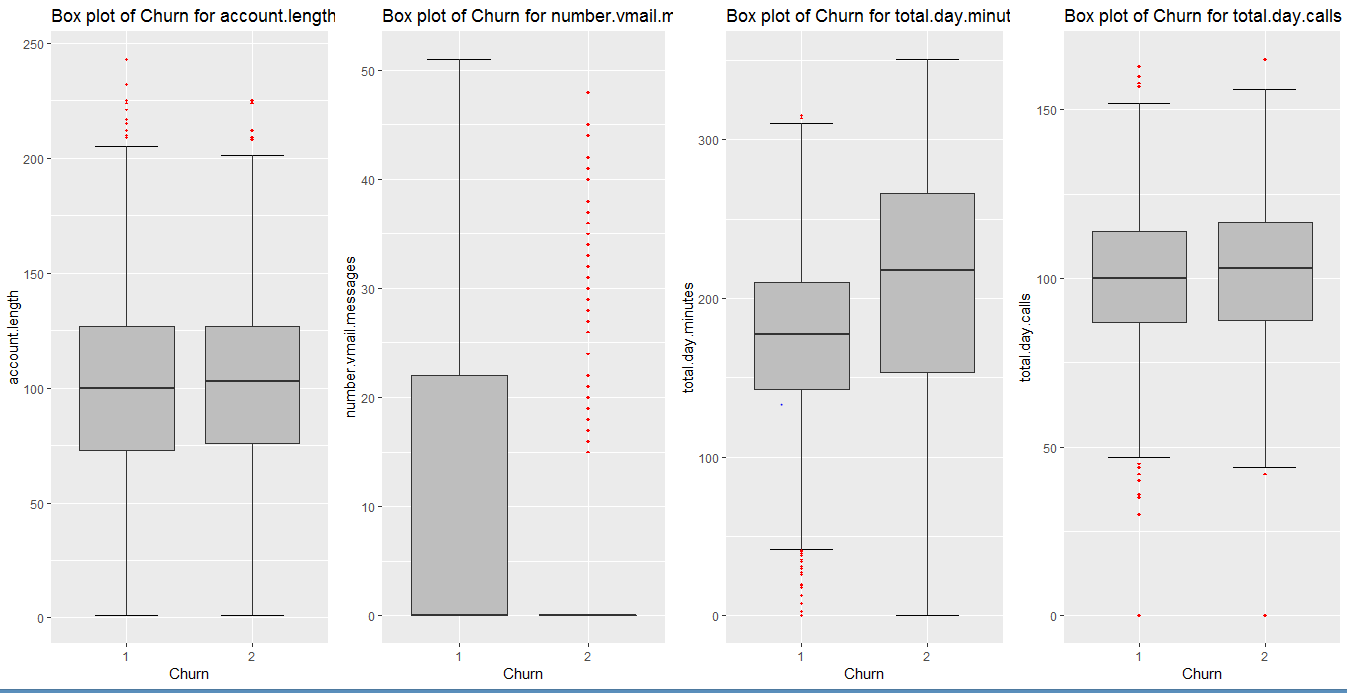 Box plot of Churn for account.length
250
200
150
100
50
0
account.length
1
2
Churn
Box plot of Churn for number.vmail.m
50
40
30
20
10
0
number.vmail.messages
1
2
Churn
Box plot of Churn for total.day.minut
300
200
100
0
total.day.minutes
1
2
Churn
Box plot of Churn for total.day.calls
150
100
50
0
total.day.calls
1
2
Churn